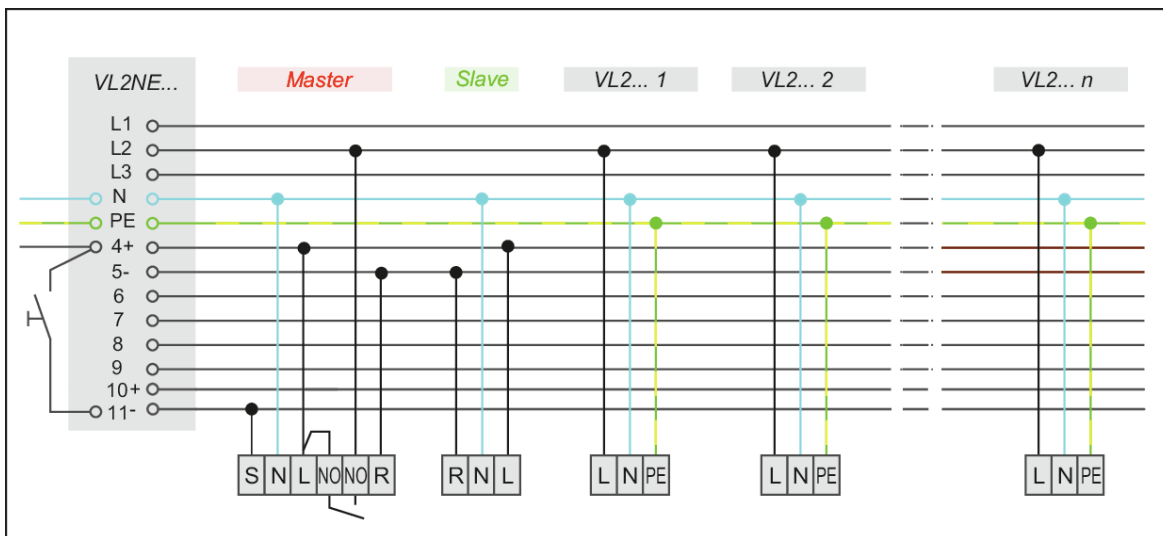 VL2NE... Master Slave VL2... 1 VL2... 2 VL2... n
L1
L2
L3
N
PE
4+
5-
6
7
8
9
10+
11-
S N L NO NO R R N L L N PE L N PE L N PE